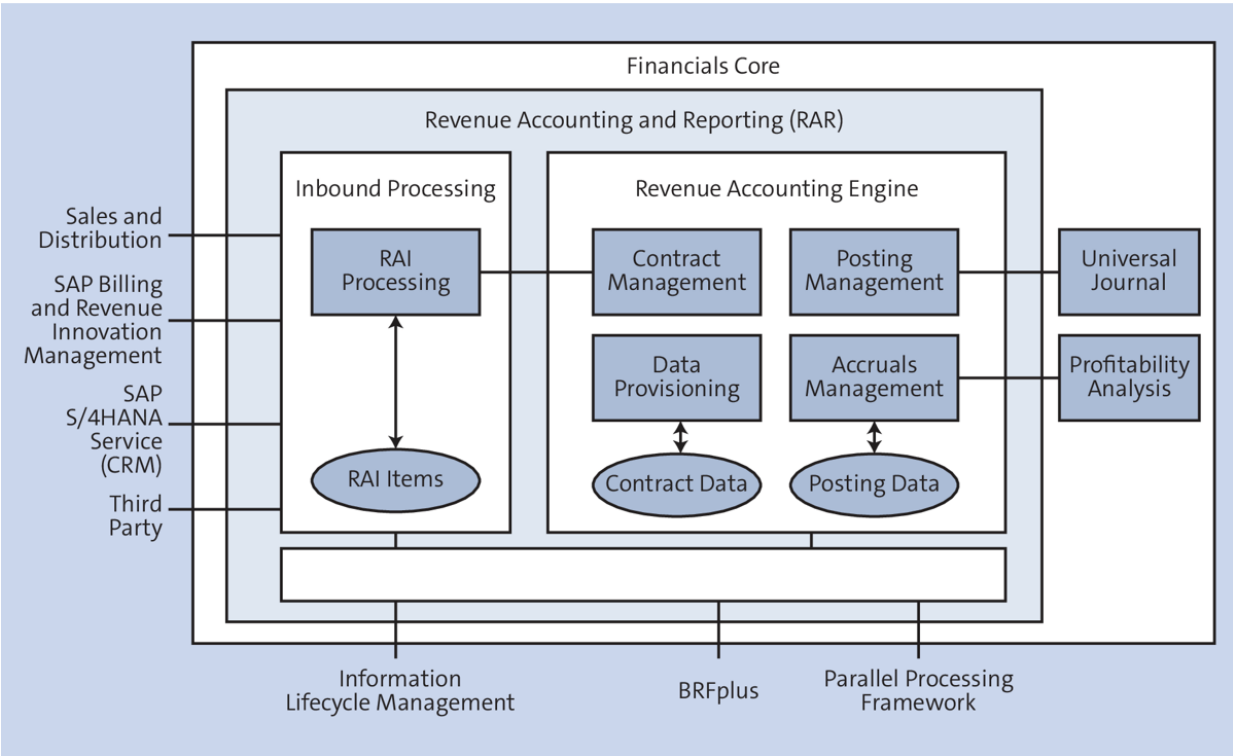 Financials Core
Revenue Accounting and Reporting (RAR)
Inbound Processing
Revenue Accounting Engine
Sales and
Distribution
SAP Billing
and Revenue
Innovation
Management
SAP
S/4HANA
Service
(CRM)
Third
Party
RAI
Processing
RAI Items
Contract
Management
Posting
Management
Data
Provisioning
Accruals
Management
Contract Data
Posting Data
Universal
Journal
Profitability
Analysis
Information
Lifecycle Management
BRFplus
Parallel Processing
Framework